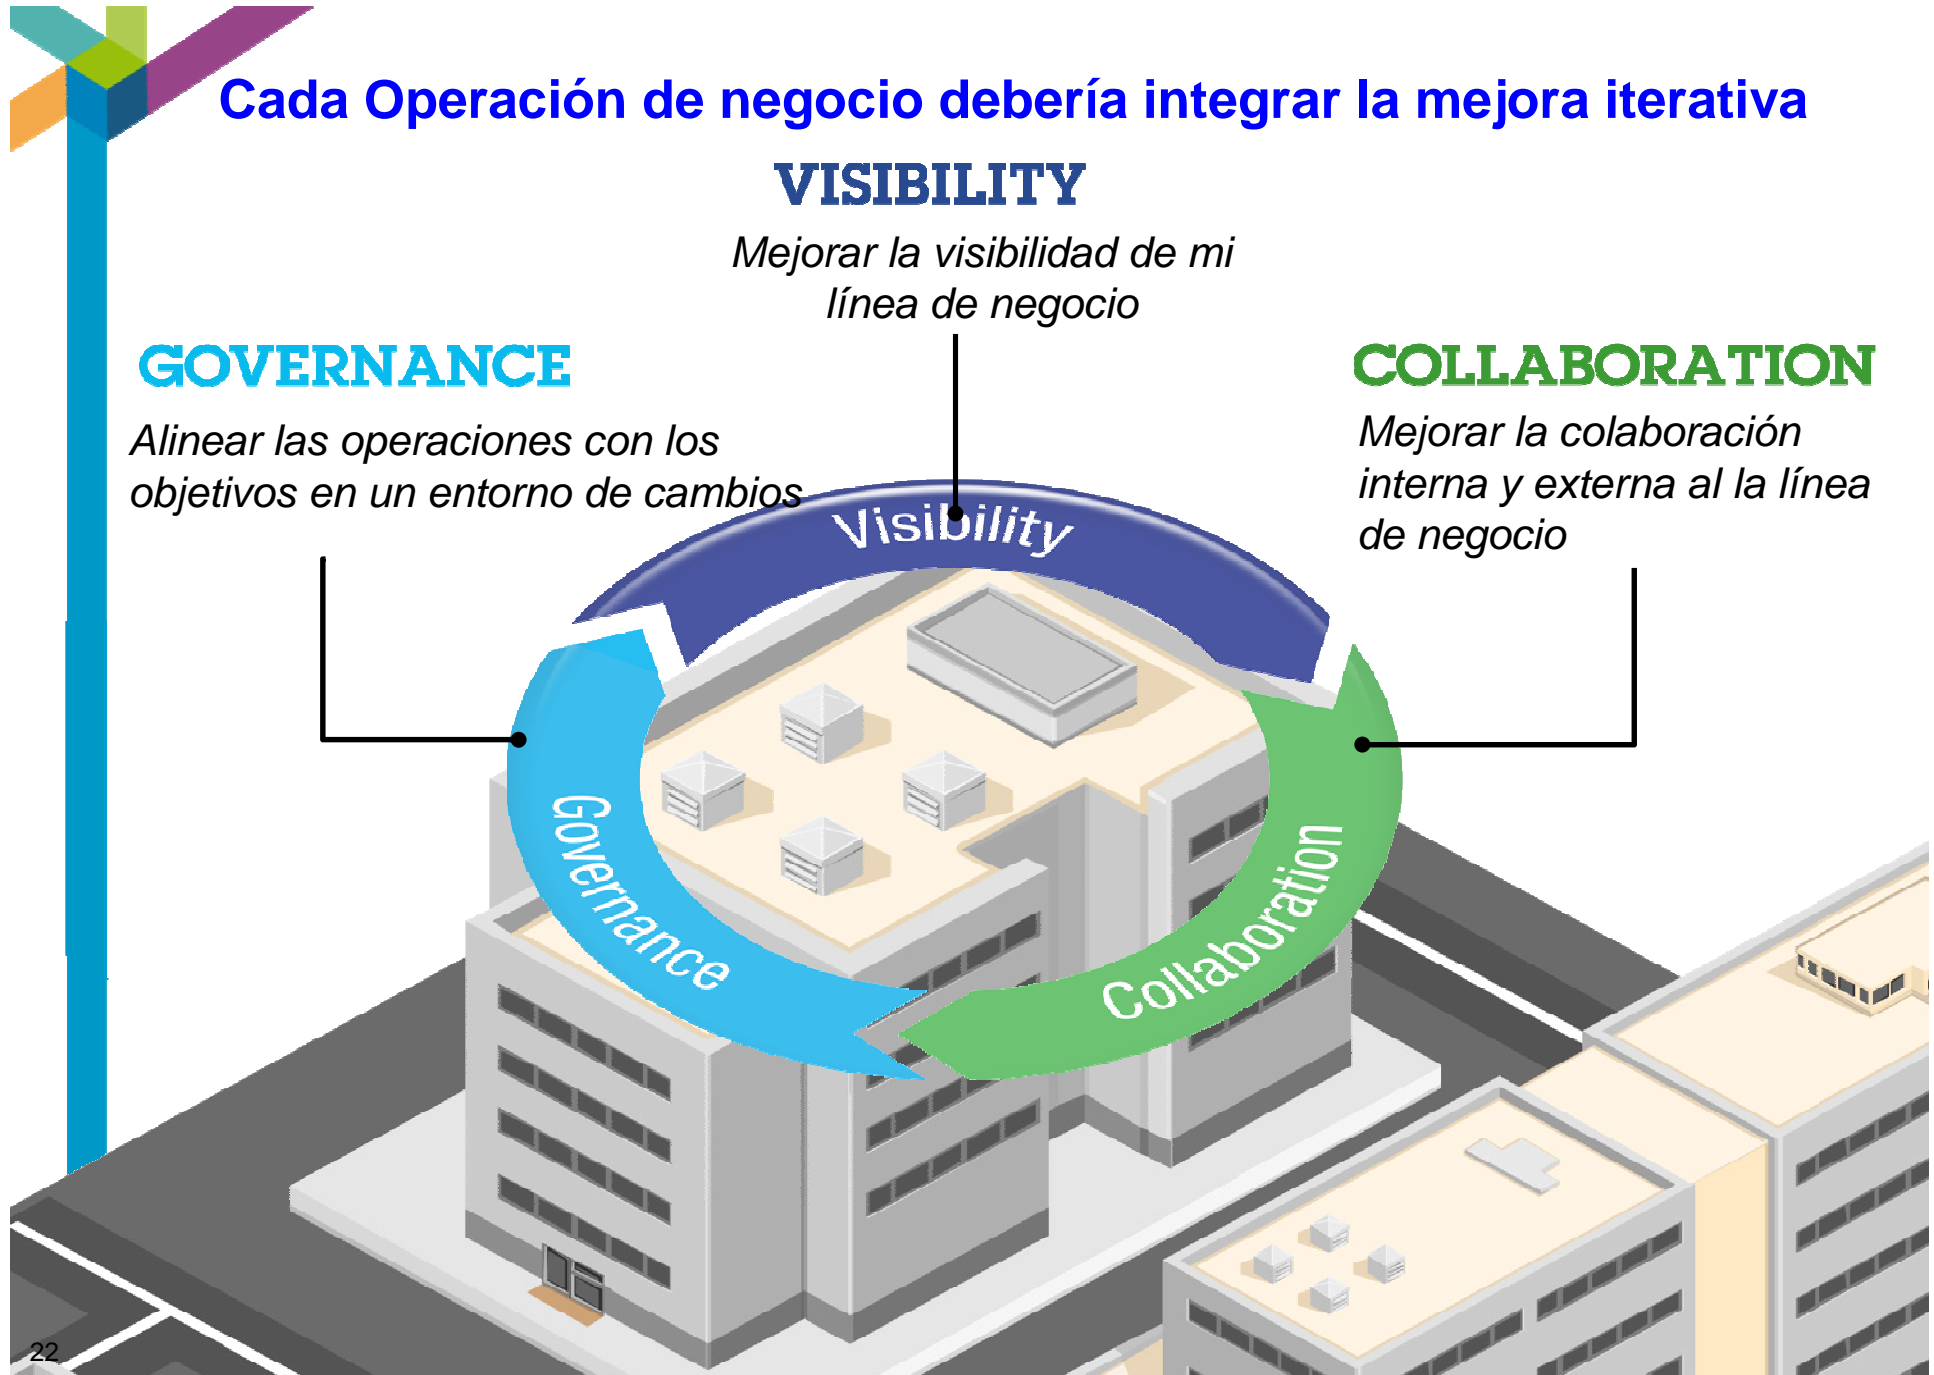 Cada Operación de negocio debería integrar la mejora iterativa
VISIBILITY
Mejorar la visibilidad de mi
línea de negocio
GOVERNANCE
Alinear las operaciones con los
objetivos en un entorno de cambios
COLLABORATION
Mejorar la colaboración
interna y externa al la línea
de negocio
Visibility
Governance
Collaboration
22